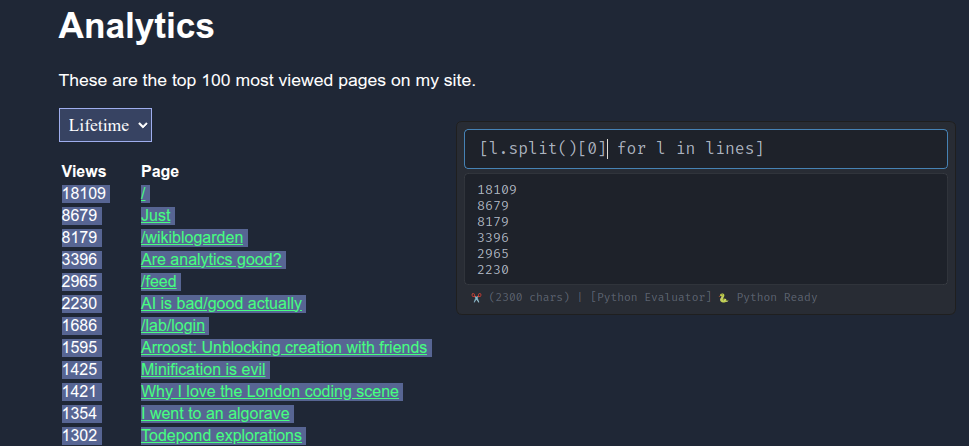 Analytics
These are the top 100 most viewed pages on my site.
Lifetime
Views Page
18109 /
8679 Just
8179 /wikiblogarden
3396 Are analytics good?
2965 /feed
2230 AI is bad/good actually
1686 /lab/login
1595 Arroost: Unblocking creation with friends
1425 Minification is evil
1421 Why I love the London coding scene
1354 I went to an algorave
1302 Todepond explorations
[l.split()[0] for l in lines]
18109
8679
8179
3396
2965
2230
✂️ (2300 chars) | [Python Evaluator] 🐍 Python Ready